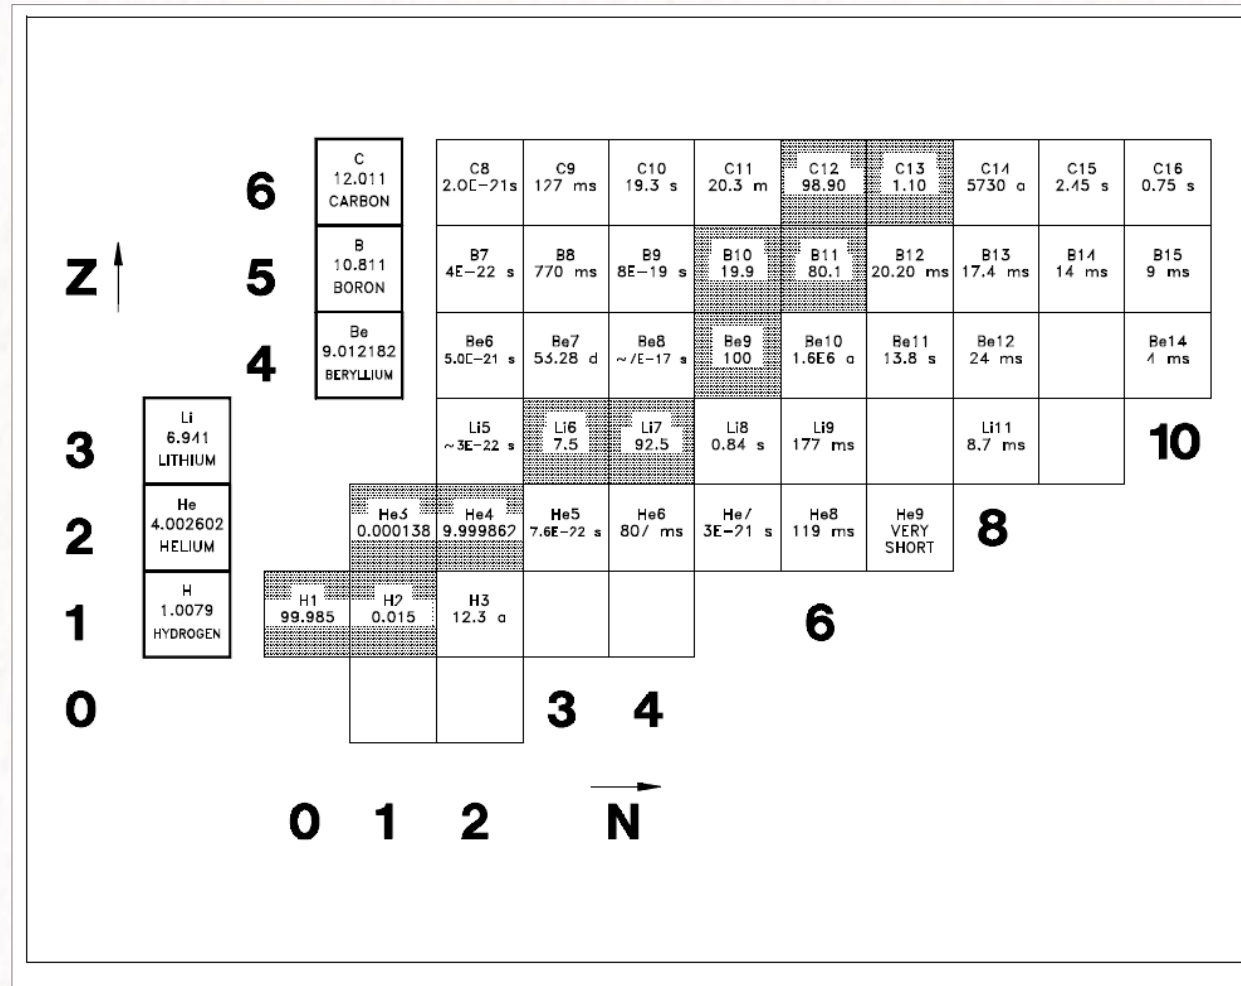 6
C
12.011
CARBON
C8
2.0E-21s
C9
127 ms
C10
19.3 s
C11
20.3 m
C12
98.90
C13
1.10
C14
5730 a
C15
2.45 s
C16
0.75 s
Z
5
B
10.811
BORON
B7
4E-22 s
B8
770 ms
B9
8E-19 s
B10
19.9
B11
80.1
B12
20.20 ms
B13
17.4 ms
B14
14 ms
B15
9 ms
4
Be
9.012182
BERYLLIUM
Be6
5.0E-21 s
Be7
53.28 d
Be8
~7E-17 s
Be9
100
Be10
1.6E6 a
Be11
13.8 s
Be12
24 ms
Be14
4 ms
3
Li
6.941
LITHIUM
Li5
~3E-22 s
Li6
7.5
Li7
92.5
Li8
0.84 s
Li9
177 ms
Li11
8.7 ms
10
2
He
4.002602
HELIUM
He3
0.000138
He4
9.999862
He5
7.6E-22 s
He6
807 ms
He7
3E-21 s
He8
119 ms
He9
VERY
SHORT
8
1
H
1.0079
HYDROGEN
H1
99.985
H2
0.015
H3
12.3 a
6
0
3
4
0
1
2
N